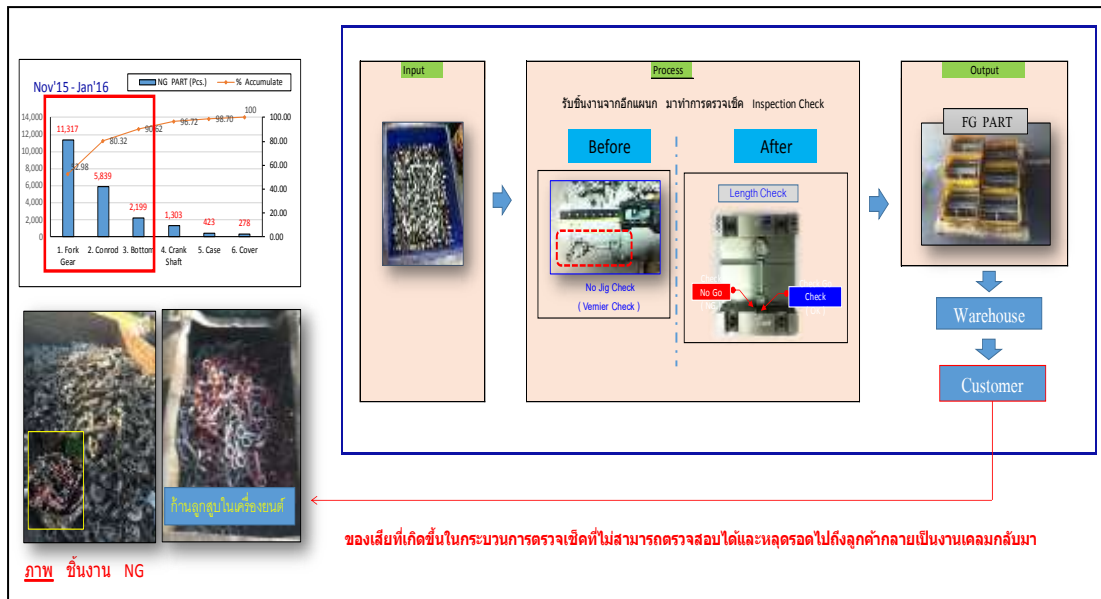 Nov'15 - Jan'16
NG PART (Pcs.)
% Accumulate
14,000
12,000
10,000
8,000
6,000
4,000
2,000
0
100.00
80.00
60.00
40.00
20.00
0.00
11,317
5,839
2,199
1,303
423
278
80.32
90.62
96.72
98.70
100
1. Fork Gear
2. Conrod
3. Bottom
4. Crank Shaft
5. Case
6. Cover
ก้านลูกสูบในเครื่องยนต์
ภาพ ชิ้นงาน NG
Input
Process
รับชิ้นงานจากอีกแผนก มาทำการตรวจเช็ค Inspection Check
Before
After
No Jig Check
( Vernier Check )
Length Check
No Go
Check
Output
FG PART
Warehouse
Customer
ของเสียที่เกิดขึ้นในกระบวนการตรวจเช็คที่ไม่สามารถตรวจสอบได้และหลุดรอดไปถึงลูกค้ากลายเป็นงานเคลมกลับมา